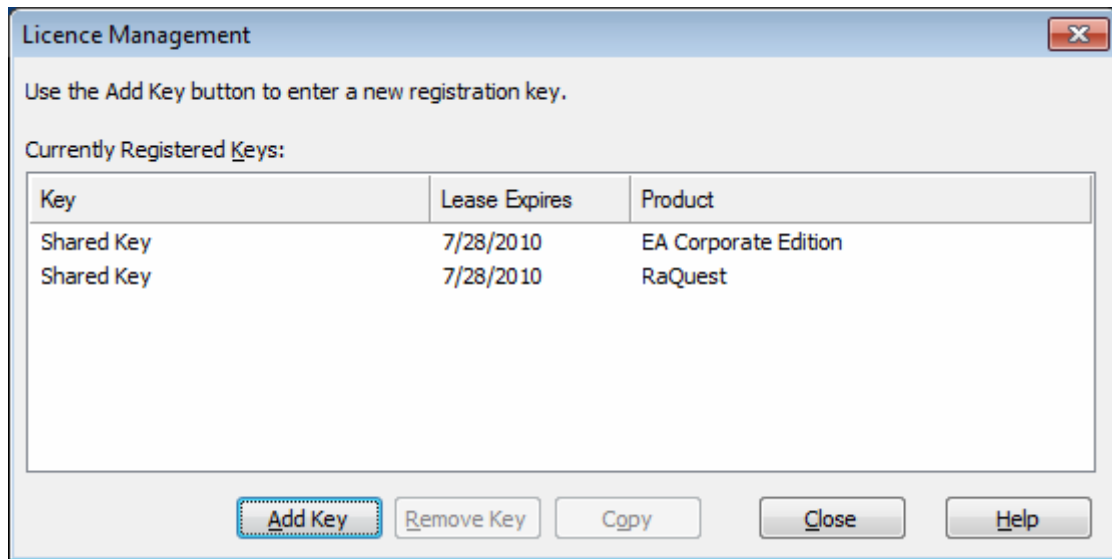 Licence Management
Use the Add Key button to enter a new registration key.
Currently Registered Keys:
Key Lease Expires Product
Shared Key 7/28/2010 EA Corporate Edition
Shared Key 7/28/2010 RaQuest
Add Key Remove Key Copy Close Help